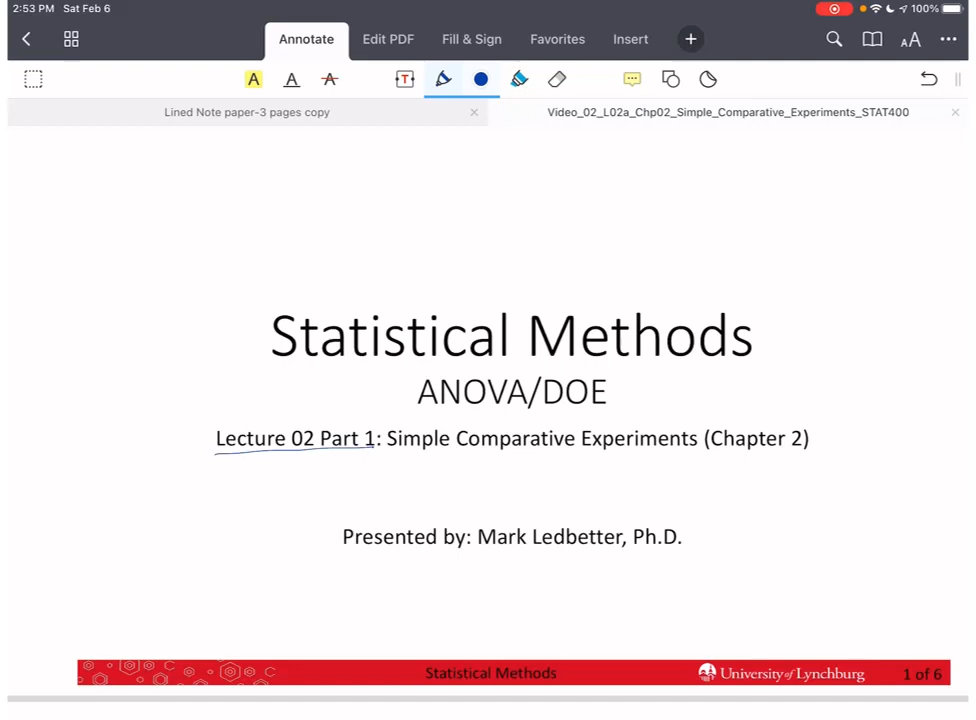 2:53 PM Sat Feb 6 100%
Annotate Edit PDF Fill & Sign Favorites Insert
AA
A A A T
Lined Note paper-3 pages copy Video_02_L02a_Chp02_Simple_Comparative_Experiments_STAT400
Statistical Methods
ANOVA/DOE
Lecture 02 Part 1: Simple Comparative Experiments (Chapter 2)
Presented by: Mark Ledbetter, Ph.D.
Statistical Methods University of Lynchburg 1 of 6